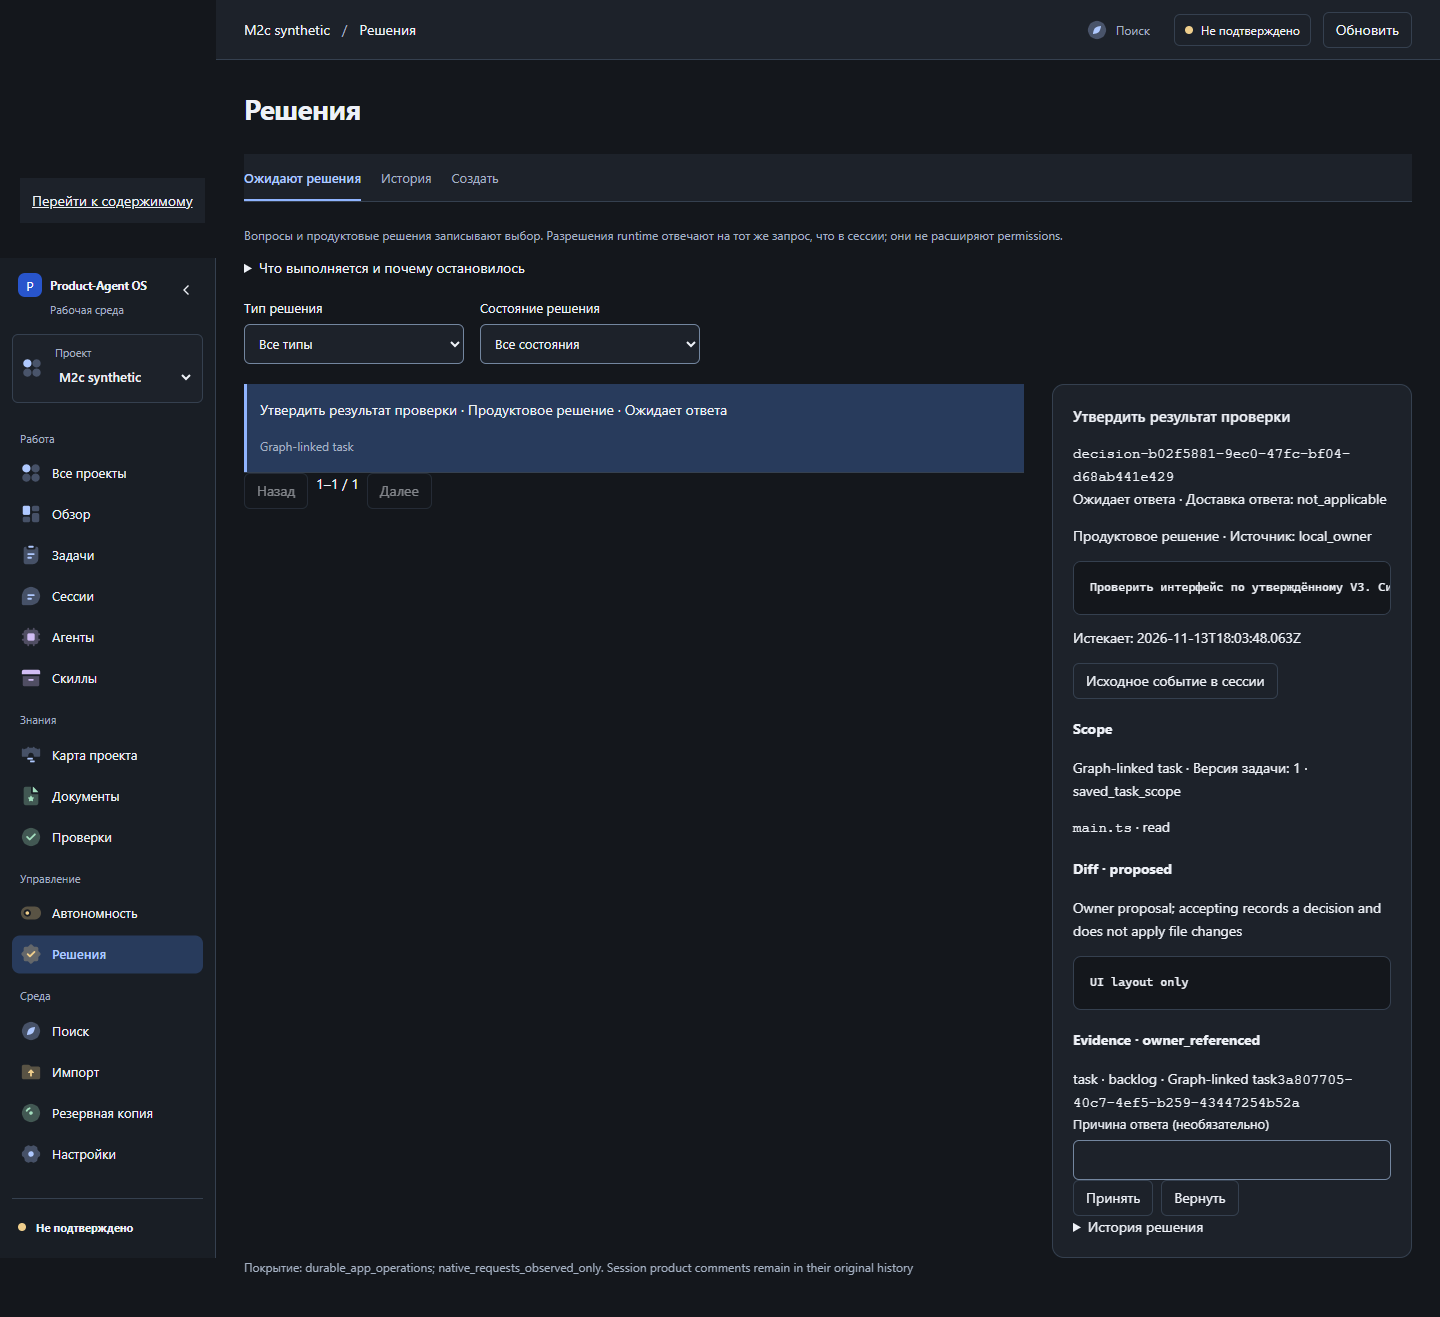 M2c synthetic / Решения
Поиск
Не подтверждено
Обновить
Решения
Перейти к содержимому
Ожидают решения
История
Создать
Вопросы и продуктовые решения записывают выбор. Разрешения runtime отвечают на тот же запрос, что в сессии; они не расширяют permissions.
Что выполняется и почему остановилось
Тип решения
Состояние решения
Все типы
Все состояния
P
Product-Agent OS
Рабочая среда
Проект
M2c synthetic
Работа
Все проекты
Обзор
Задачи
Сессии
Агенты
Скиллы
Знания
Карта проекта
Документы
Проверки
Управление
Автономность
Решения
Среда
Поиск
Импорт
Резервная копия
Настройки
Не подтверждено
Утвердить результат проверки · Продуктовое решение · Ожидает ответа
Graph-linked task
Назад
1–1 / 1
Далее
Утвердить результат проверки
decision-b02f5881-9ec0-47fc-bf04-
d68ab441e429
Ожидает ответа · Доставка ответа: not_applicable
Продуктовое решение · Источник: local_owner
Проверить интерфейс по утверждённому V3. Си
Истекает: 2026-11-13T18:03:48.063Z
Исходное событие в сессии
Scope
Graph-linked task · Версия задачи: 1 ·
saved_task_scope
main.ts · read
Diff · proposed
Owner proposal; accepting records a decision and
does not apply file changes
UI layout only
Evidence · owner_referenced
task · backlog · Graph-linked task3a807705-
40c7-4ef5-b259-43447254b52a
Причина ответа (необязательно)
Принять
Вернуть
История решения
Покрытие: durable_app_operations; native_requests_observed_only. Session product comments remain in their original history